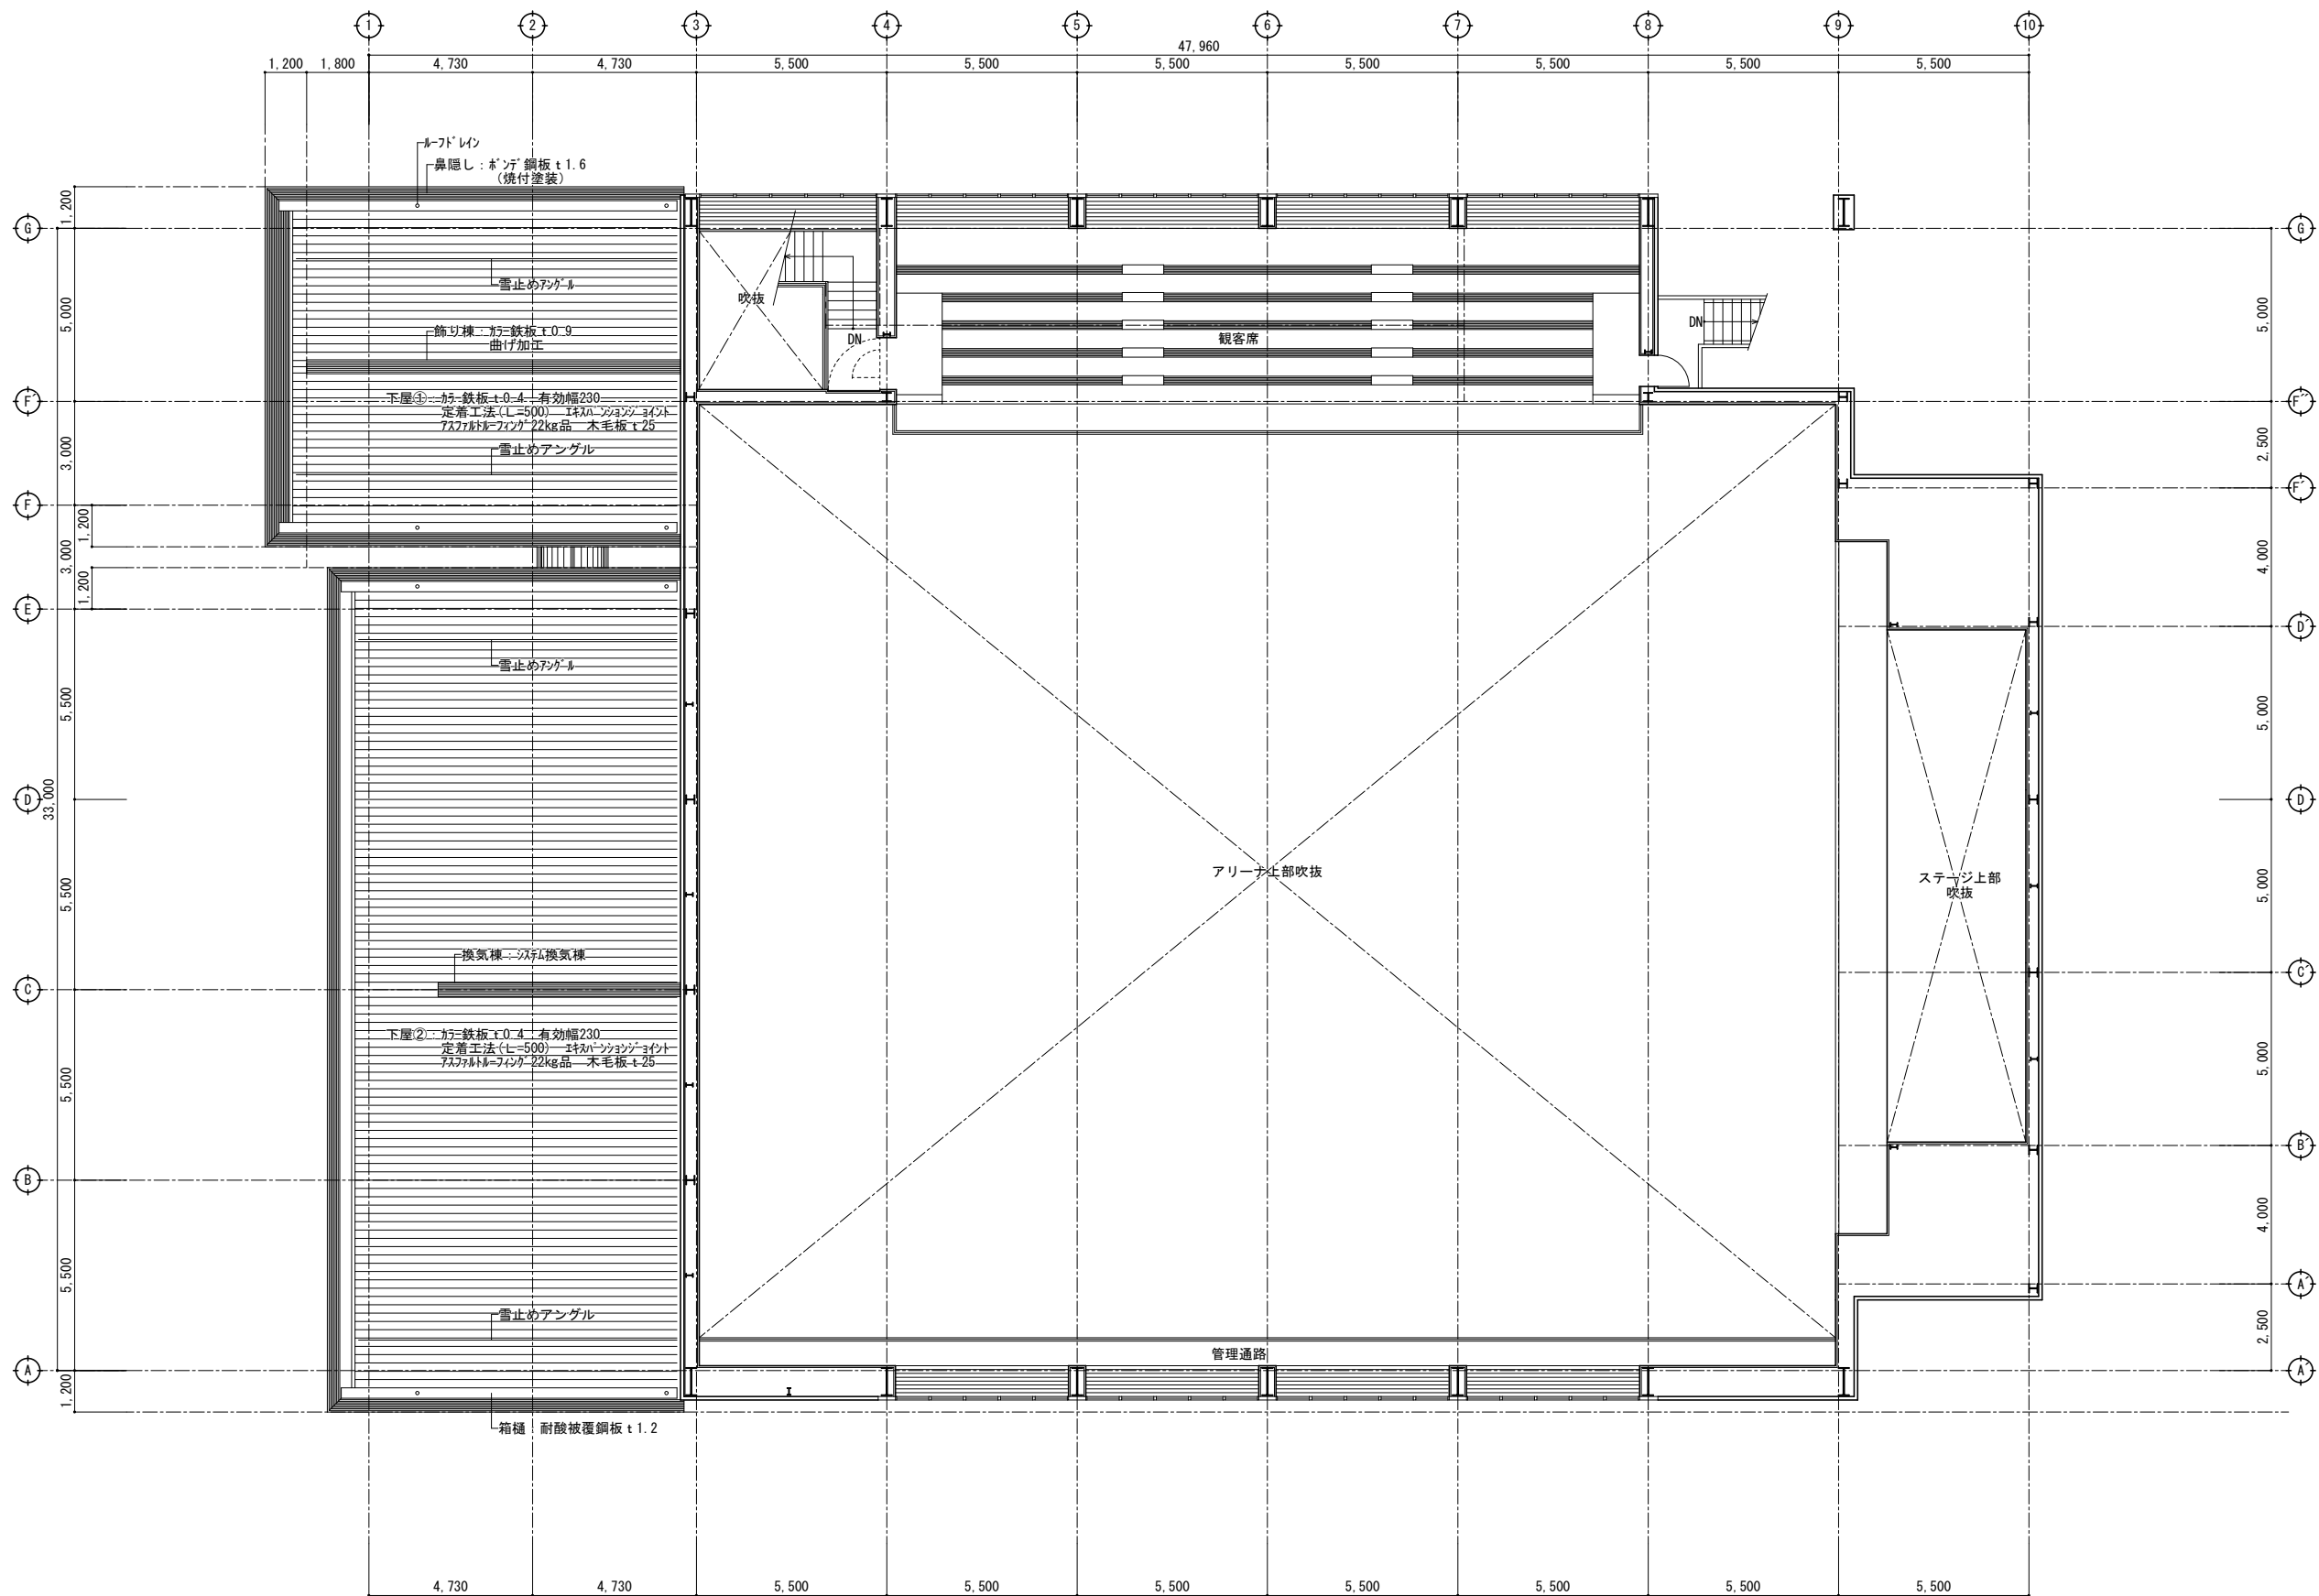 1 2 3 4 5 6 7 8 9 10
47,960
1,200 1,800 4,730 4,730 5,500 5,500 5,500 5,500 5,500 5,500 5,500
ルーフドレイン
鼻隠し：ボンデ鋼板ｔ1.6
（焼付塗装）
1,200
G G
雪止めアングル
吹抜
5,000 5,000
DN
飾り棟：カラー鉄板ｔ0.9
曲げ加工
DN
観客席
F' F''
下屋①：カラー鉄板ｔ0.4　有効幅230
定着工法(L=500)　エキスパンションジョイント
アスファルトルーフィング22kg品　木毛板ｔ25
雪止めアングル
3,000 2,500
F F'
1,200
3,000 4,000
1,200
E D'
雪止めアングル
5,500 5,000
33,000
D D
アリーナ上部吹抜
ステージ上部
吹抜
5,500 5,000
換気棟：システム換気棟
C C'
下屋②：カラー鉄板ｔ0.4　有効幅230
定着工法(L=500)　エキスパンションジョイント
アスファルトルーフィング22kg品　木毛板ｔ25
5,500 5,000
B B'
4,000
5,500
A'
雪止めアングル
2,500
管理通路
A A
1,200
箱樋：耐酸被覆鋼板ｔ1.2
4,730 4,730 5,500 5,500 5,500 5,500 5,500 5,500 5,500